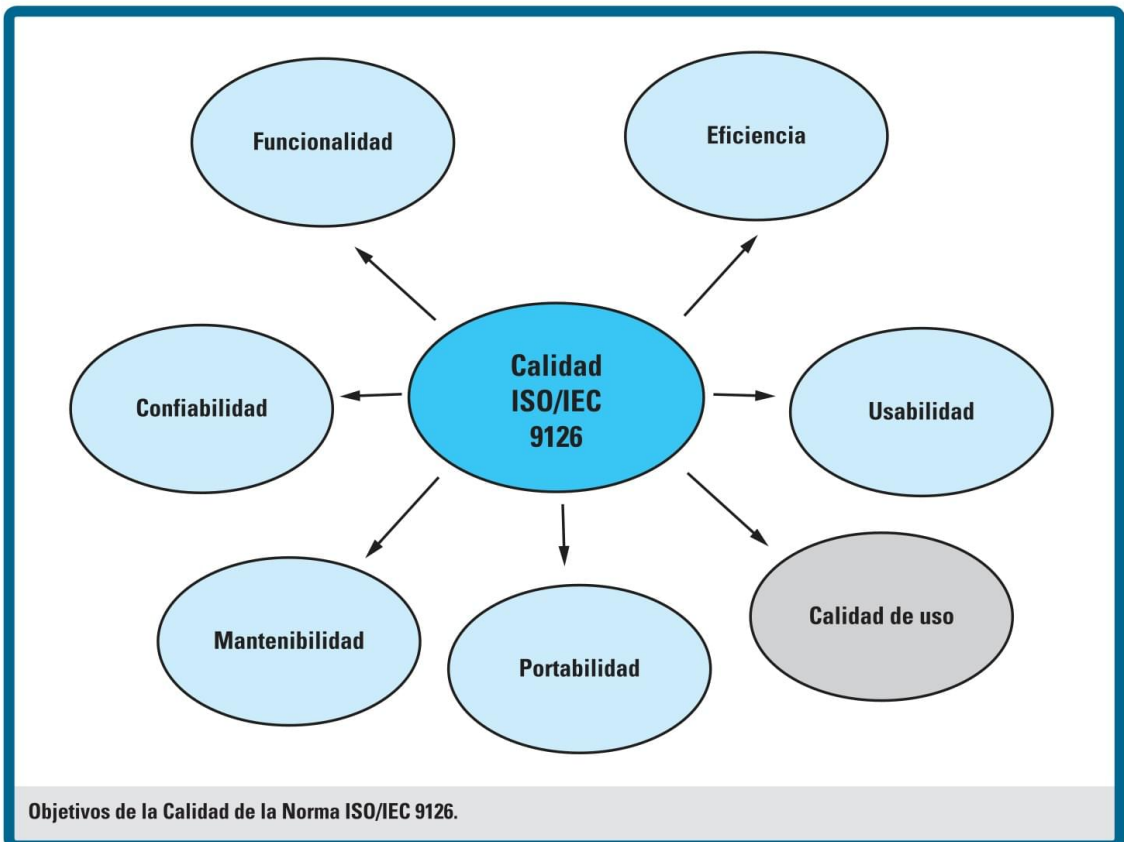 Funcionalidad
Eficiencia
Calidad
ISO/IEC
9126
Confiabilidad
Usabilidad
Mantenibilidad
Portabilidad
Calidad de uso
Objetivos de la Calidad de la Norma ISO/IEC 9126.